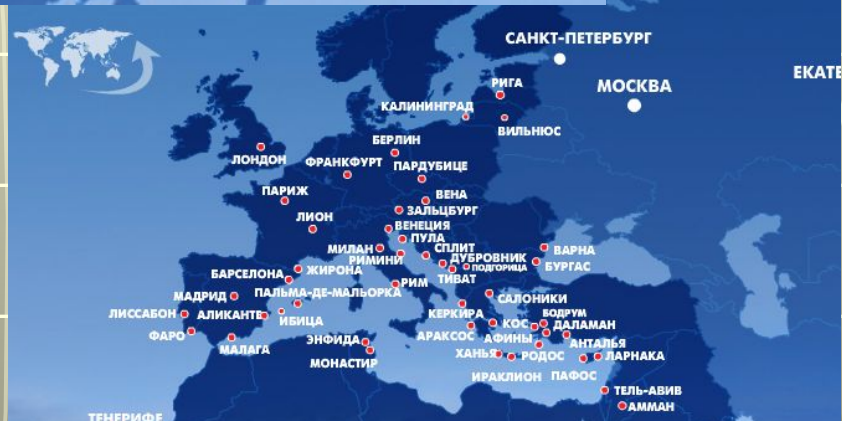 САНКТ-ПЕТЕРБУРГ
МОСКВА
ЕКАТЕ
РИГА
КАЛИНИНГРАД
ВИЛЬНЮС
БЕРЛИН
ЛОНДОН
ФРАНКФУРТ
ПАРДУБИЦЕ
ПАРИЖ
ВЕНА
ЗАЛЬЦБУРГ
ЛИОН
ВЕНЕЦИЯ
ПУЛА
МИЛАН
СПЛИТ
ВАРНА
РИМИНИ
ДУБРОВНИК
ПОДГОРИЦА
БУРГАС
БАРСЕЛОНА
ЖИРОНА
ТИВАТ
РИМ
МАДРИД
ПАЛЬМА-ДЕ-МАЛЬОРКА
САЛОНИКИ
ЛИССАБОН
АЛИКАНТЕ
ИБИЦА
КЕРКИРА
БОДРУМ
КОС
ДАЛАМАН
ФАРО
МАЛАГА
ЭНФИДА
АРАКСОС
АФИНЫ
АНТАЛЬЯ
МОНАСТИР
ХАНЬЯ
РОДОС
ЛАРНАКА
ИРАКЛИОН
ПАФОС
ТЕЛЬ-АВИВ
АММАН
ТЕНЕРИФЕ